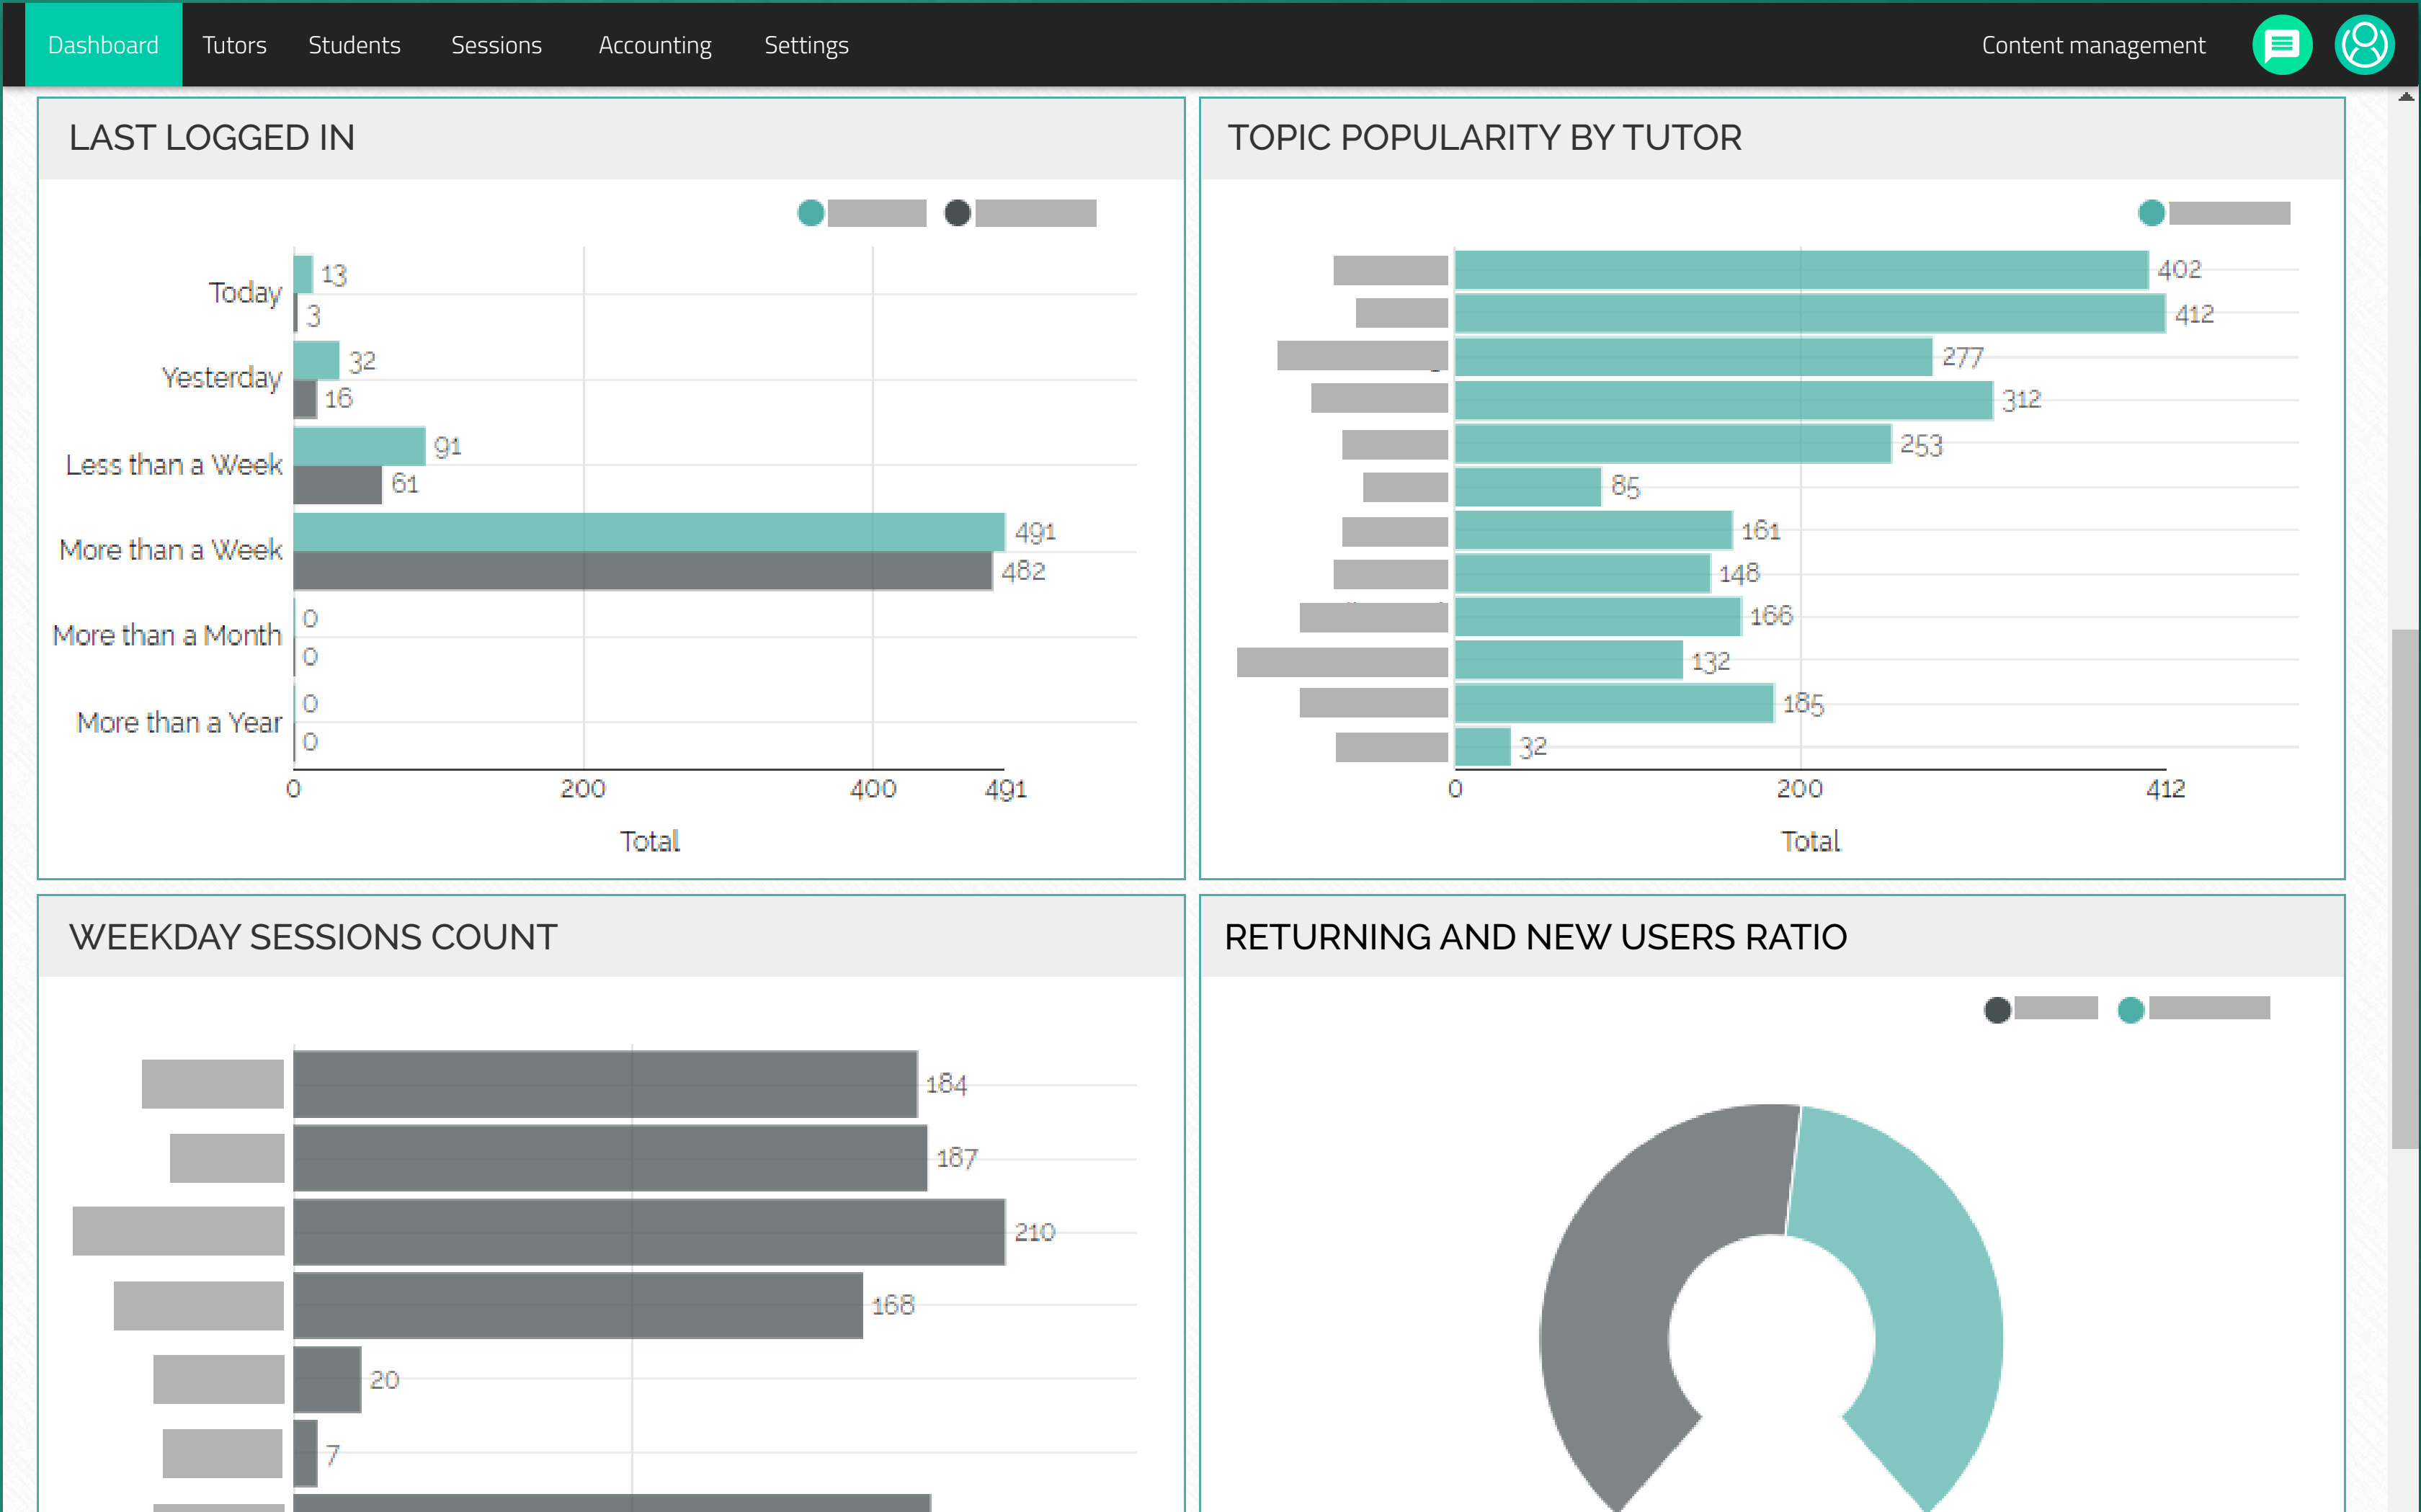 Dashboard Tutors Students Sessions Accounting Settings Content management
LAST LOGGED IN
Today 13
3
Yesterday 32
16
Less than a Week 91
61
More than a Week 491
482
More than a Month 0
0
More than a Year 0
0
0 200 400 491
Total
TOPIC POPULARITY BY TUTOR
402
412
277
312
253
85
161
148
166
132
185
32
0 200 412
Total
WEEKDAY SESSIONS COUNT
184
187
210
168
20
7
RETURNING AND NEW USERS RATIO